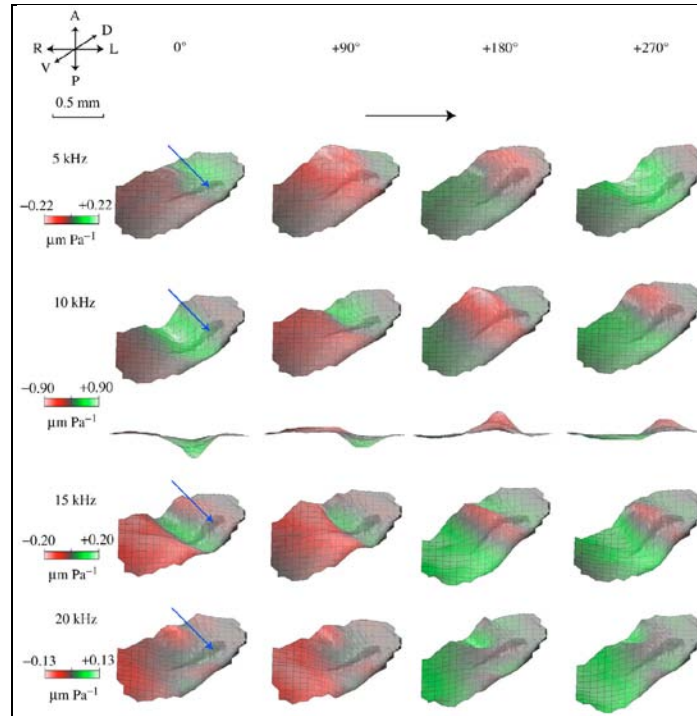 A
D
R
L
V
P
0° +90° +180° +270°
0.5 mm
5 kHz
−0.22 +0.22
μm Pa⁻¹
10 kHz
−0.90 +0.90
μm Pa⁻¹
15 kHz
−0.20 +0.20
μm Pa⁻¹
20 kHz
−0.13 +0.13
μm Pa⁻¹